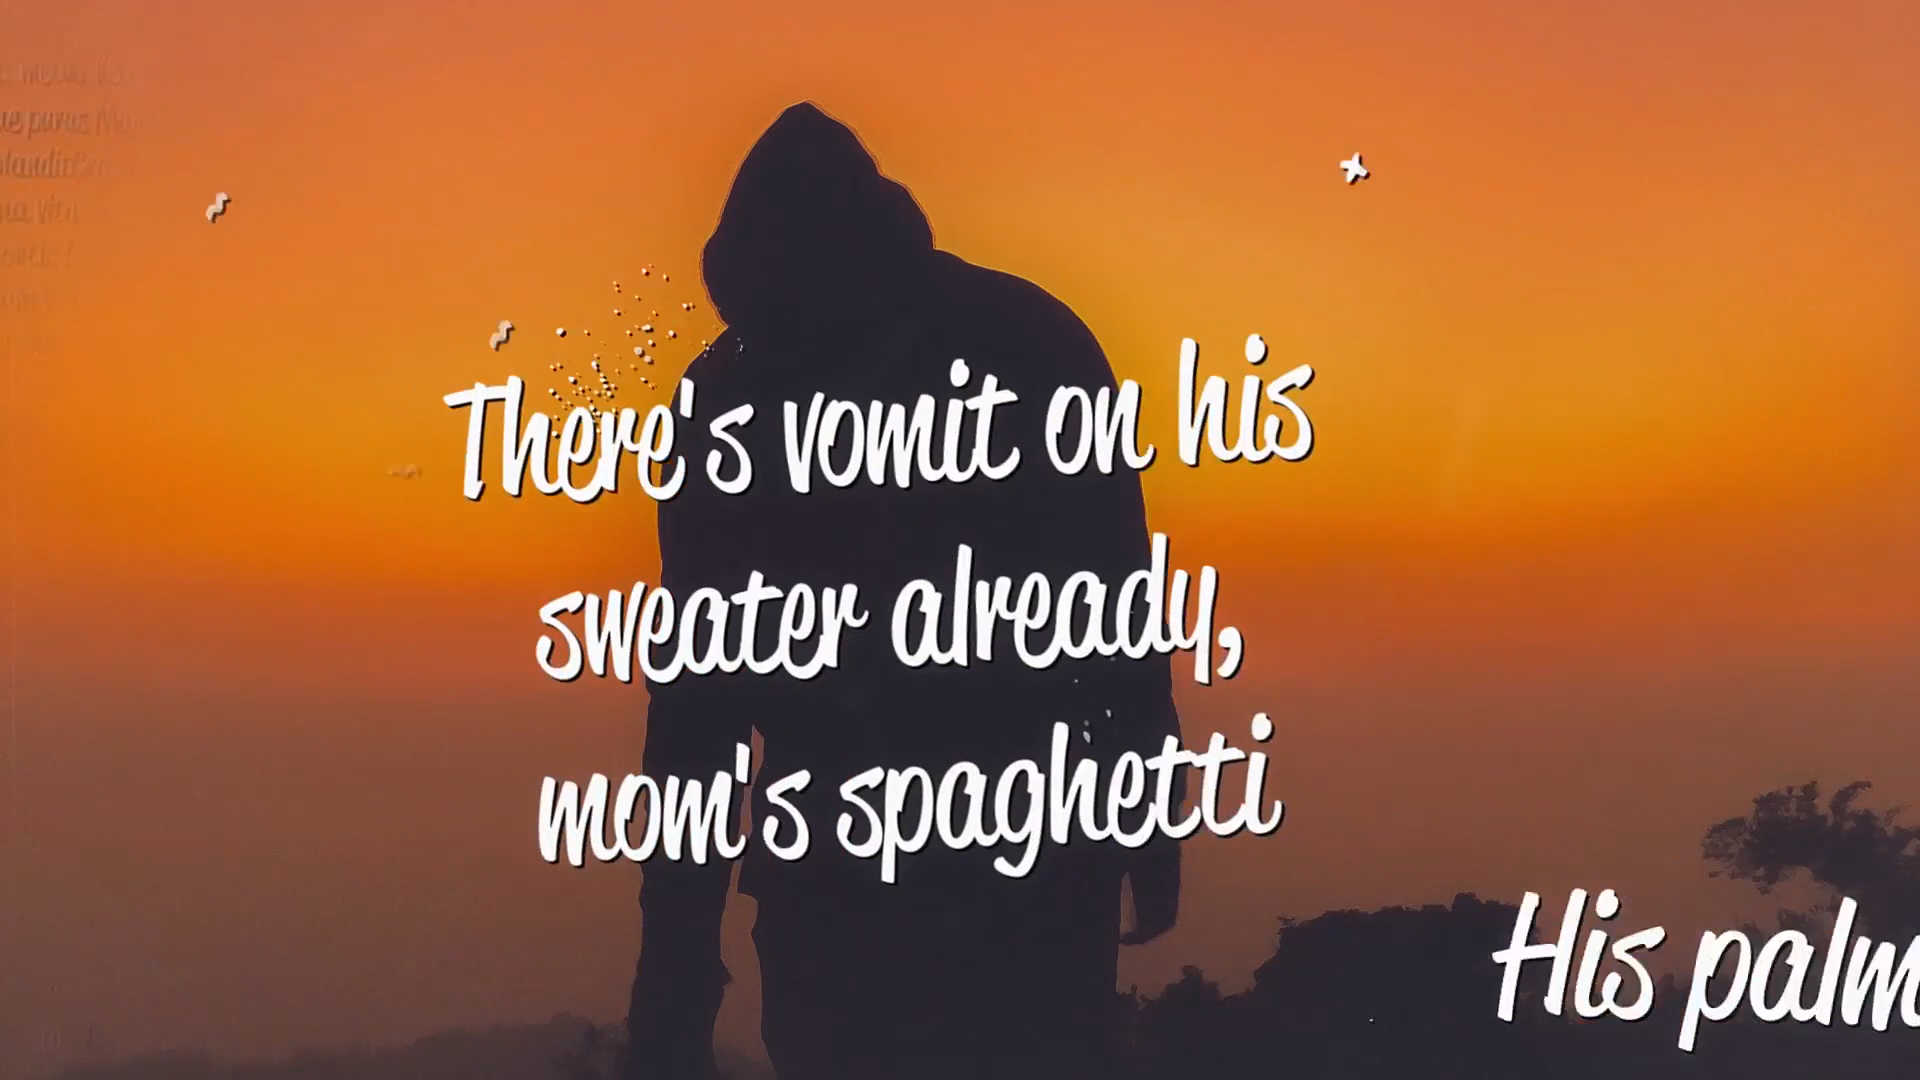 There's vomit on his
sweater already,
mom's spaghetti
His palm